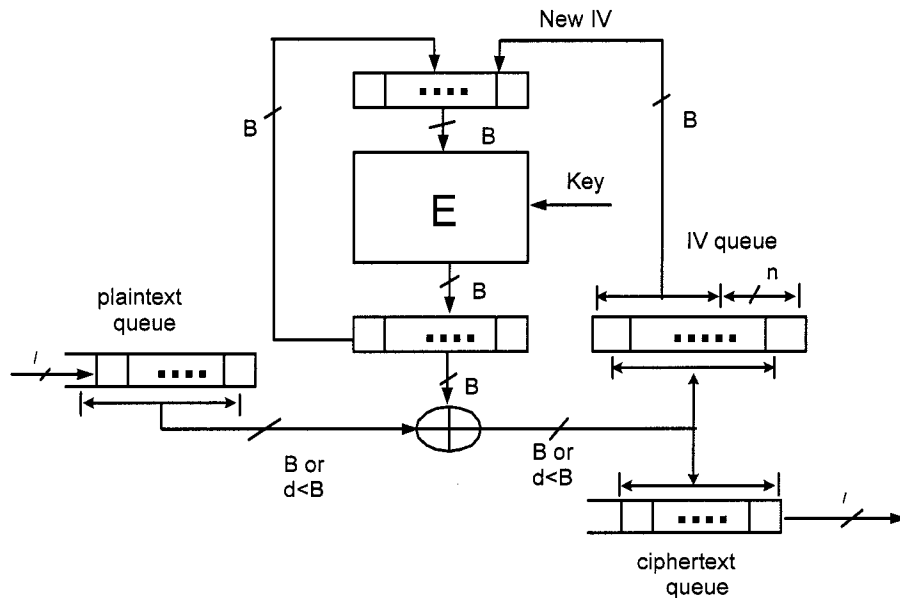 New IV
B
B
B
E
Key
IV queue
n
B
plaintext
queue
l
B
B or
d<B
B or
d<B
l
ciphertext
queue